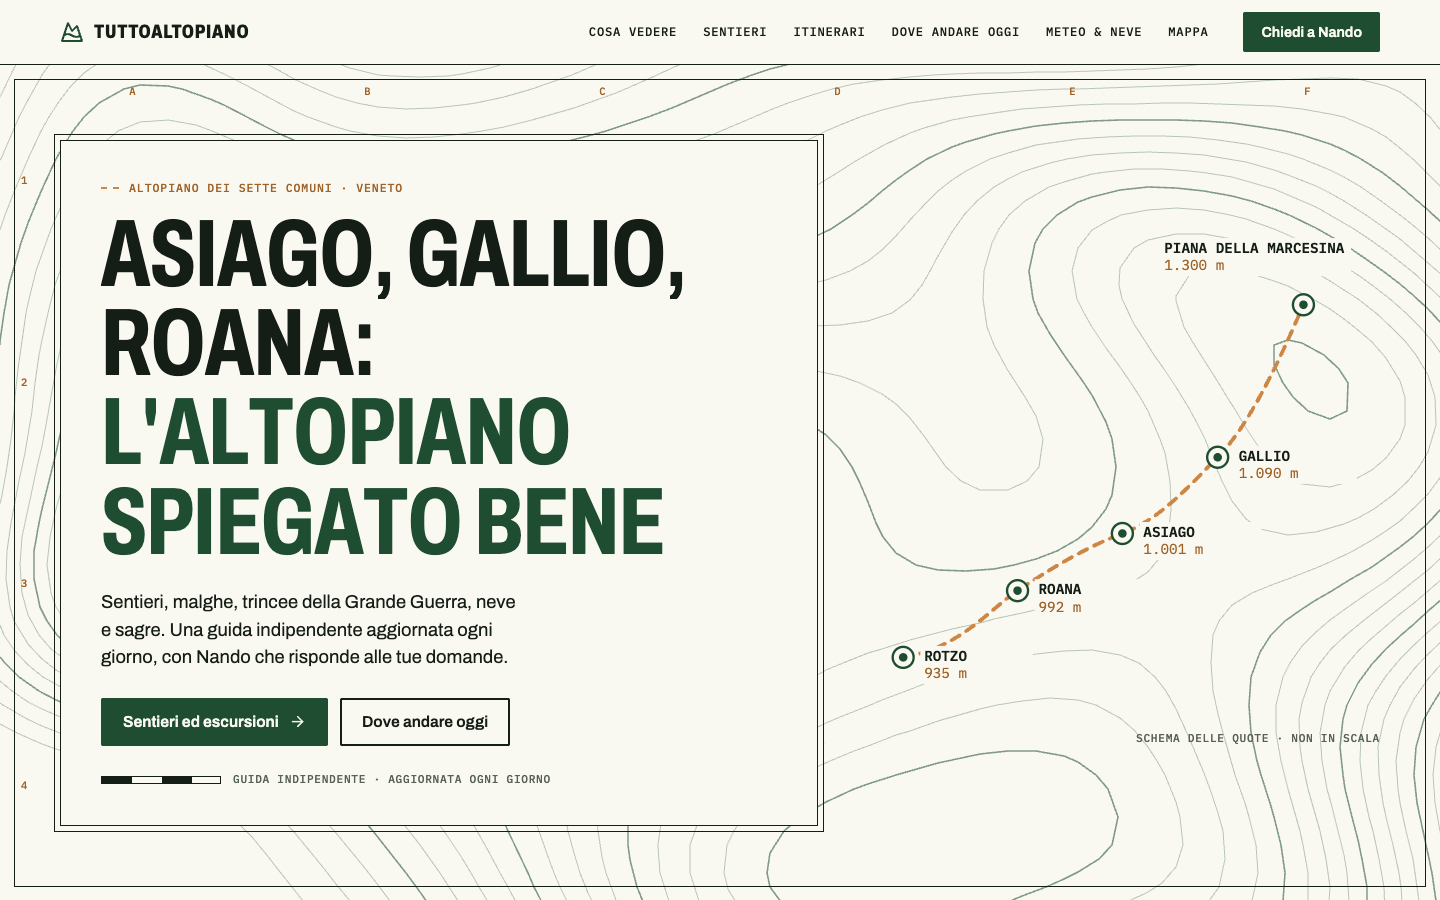 TUTTOALTOPIANO
COSA VEDERE SENTIERI ITINERARI DOVE ANDARE OGGI METEO & NEVE MAPPA Chiedi a Nando
A B C D E F
1
2
3
4
ALTOPIANO DEI SETTE COMUNI · VENETO
ASIAGO, GALLIO,
ROANA:
L'ALTOPIANO
SPIEGATO BENE
Sentieri, malghe, trincee della Grande Guerra, neve
e sagre. Una guida indipendente aggiornata ogni
giorno, con Nando che risponde alle tue domande.
Sentieri ed escursioni → Dove andare oggi
GUIDA INDIPENDENTE · AGGIORNATA OGNI GIORNO
PIANA DELLA MARCESINA
1.300 m
GALLIO
1.090 m
ASIAGO
1.001 m
ROANA
992 m
ROTZO
935 m
SCHEMA DELLE QUOTE · NON IN SCALA